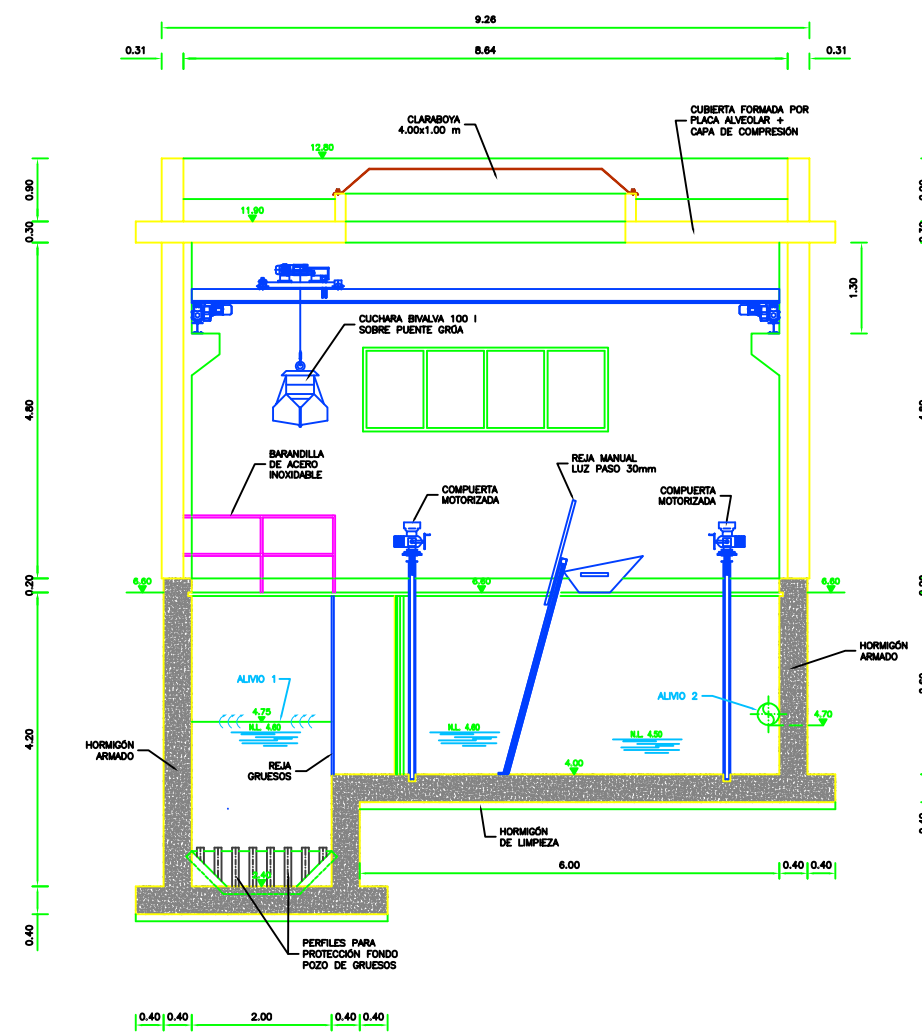 9.26
0.31
8.64
0.31
CLARABOYA
4.00x1.00 m
CUBIERTA FORMADA POR
PLACA ALVEOLAR +
CAPA DE COMPRESIÓN
12.80
0.90
11.90
0.30
1.30
CUCHARA BIVALVA 100 l
SOBRE PUENTE GRÚA
4.80
BARANDILLA
DE ACERO
INOXIDABLE
REJA MANUAL
LUZ PASO 30mm
COMPUERTA
MOTORIZADA
COMPUERTA
MOTORIZADA
0.20
6.60
6.60
6.60
HORMIGÓN
ARMADO
ALIVIO 1
ALIVIO 2
4.75
N.L. 4.60
N.L. 4.60
N.L. 4.50
4.70
4.20
HORMIGÓN
ARMADO
REJA
GRUESOS
4.00
HORMIGÓN
DE LIMPIEZA
6.00
0.40
0.40
0.40
PERFILES PARA
PROTECCIÓN FONDO
POZO DE GRUESOS
0.40
0.40
2.00
0.40
0.40